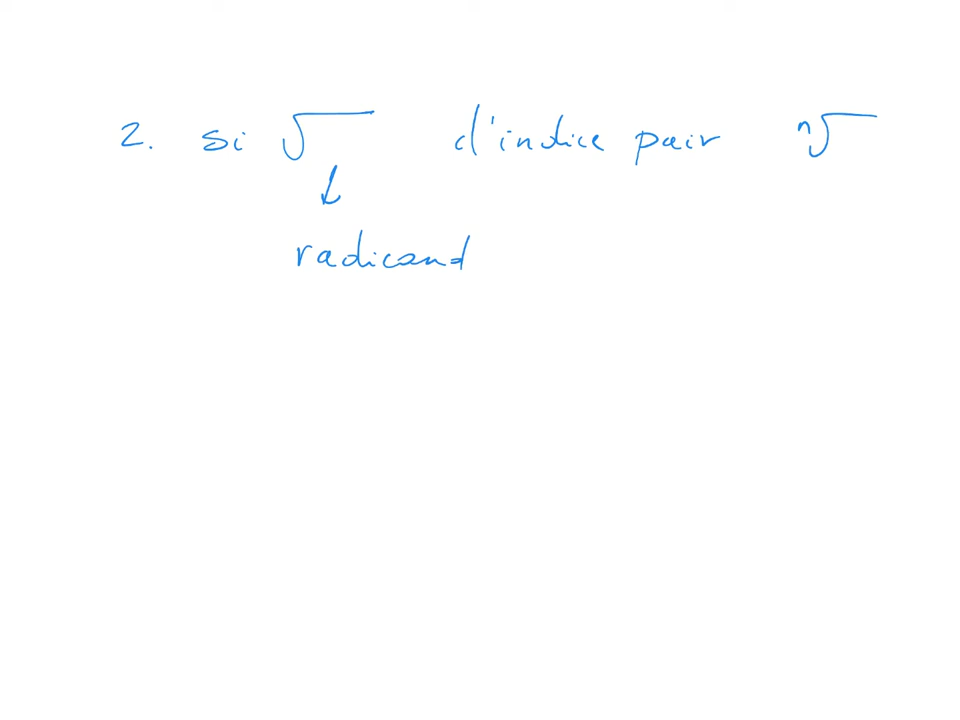 2. si √ d'indice pair ⁿ√
↓
radicand